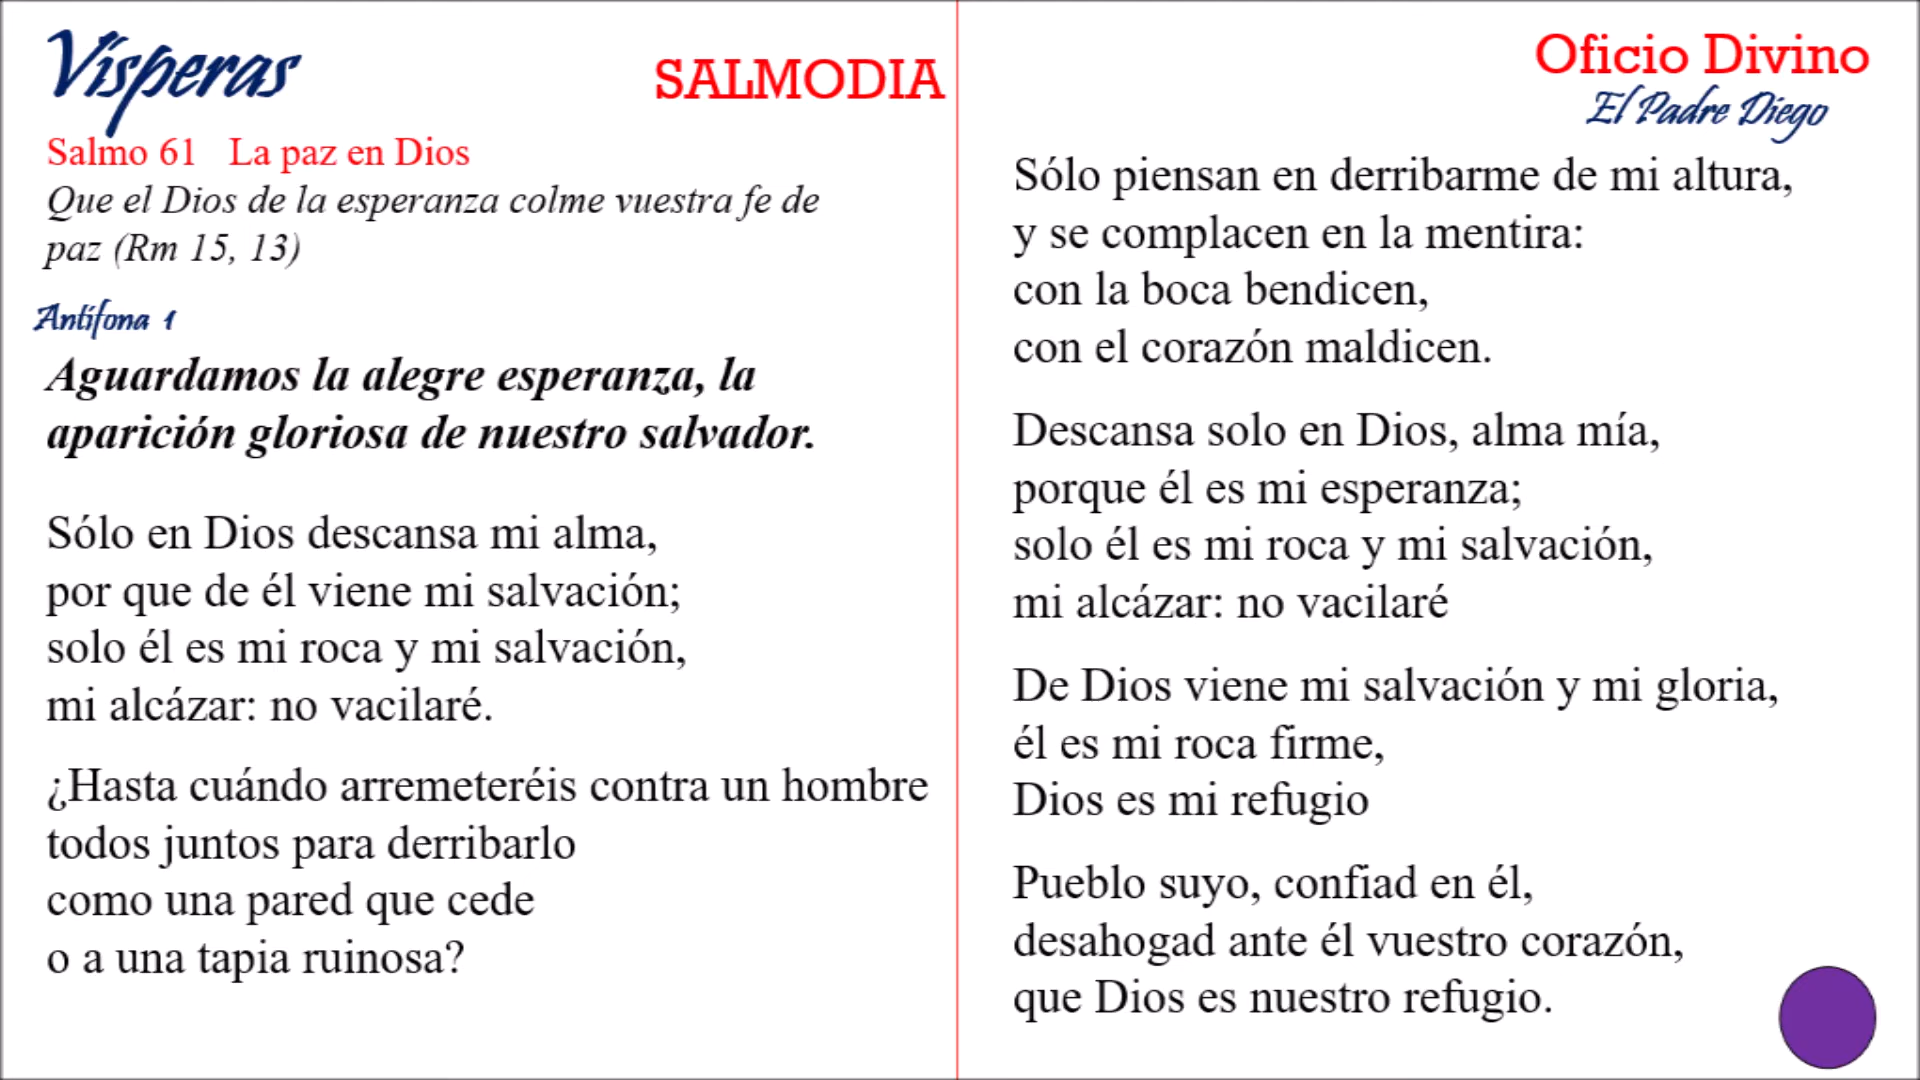 Vísperas
SALMODIA
Salmo 61 La paz en Dios
Que el Dios de la esperanza colme vuestra fe de
paz (Rm 15, 13)
Antífona 1
Aguardamos la alegre esperanza, la
aparición gloriosa de nuestro salvador.
Sólo en Dios descansa mi alma,
por que de él viene mi salvación;
solo él es mi roca y mi salvación,
mi alcázar: no vacilaré.
¿Hasta cuándo arremeteréis contra un hombre
todos juntos para derribarlo
como una pared que cede
o a una tapia ruinosa?
Oficio Divino
El Padre Diego
Sólo piensan en derribarme de mi altura,
y se complacen en la mentira:
con la boca bendicen,
con el corazón maldicen.
Descansa solo en Dios, alma mía,
porque él es mi esperanza;
solo él es mi roca y mi salvación,
mi alcázar: no vacilaré
De Dios viene mi salvación y mi gloria,
él es mi roca firme,
Dios es mi refugio
Pueblo suyo, confiad en él,
desahogad ante él vuestro corazón,
que Dios es nuestro refugio.